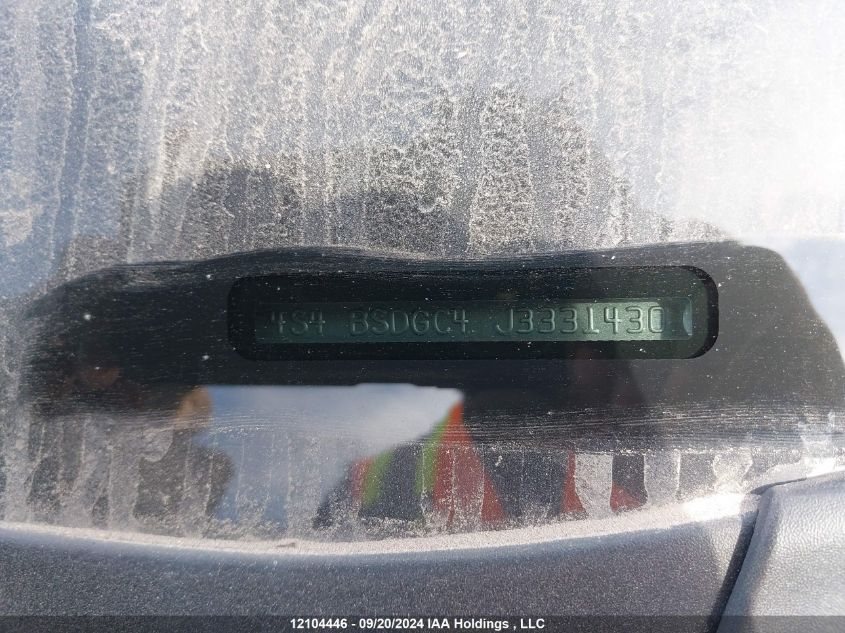 4S4 BSDGC4 J3331430
12104446 - 09/20/2024 IAA Holdings , LLC